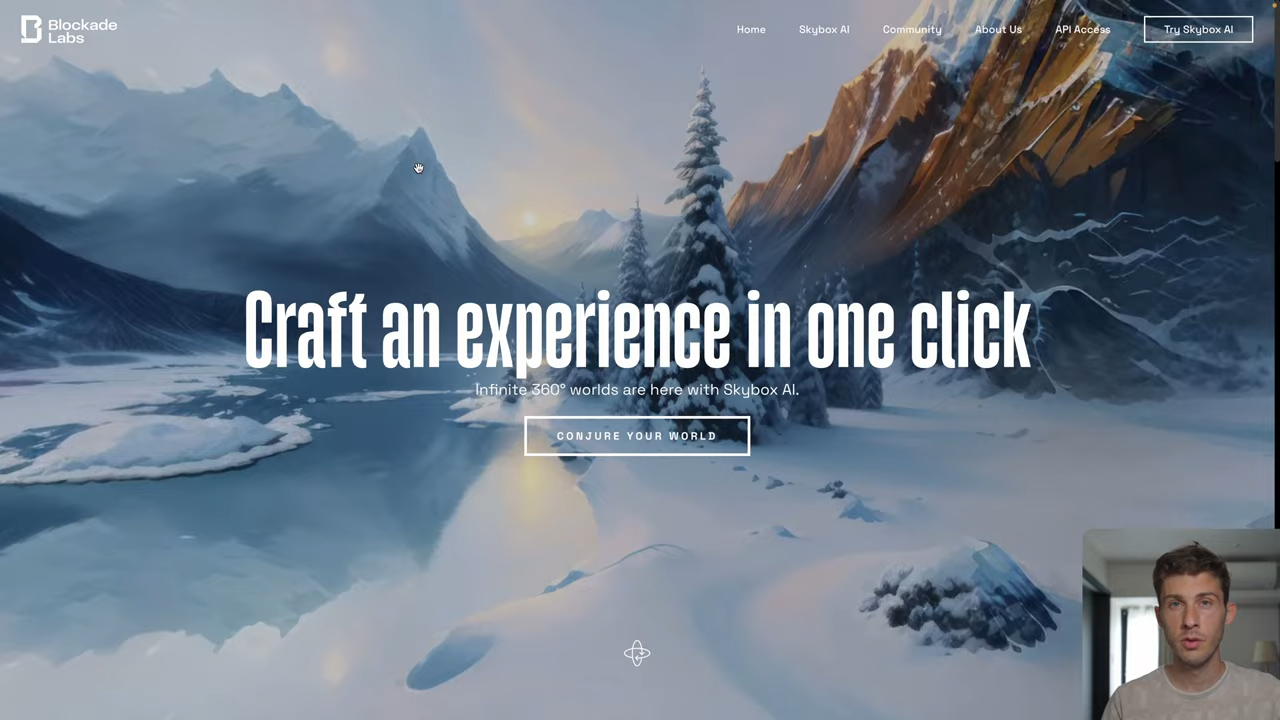 Blockade
Labs
Home
Skybox AI
Community
About Us
API Access
Try Skybox AI
Craft an experience in one click
Infinite 360° worlds are here with Skybox AI.
CONJURE YOUR WORLD